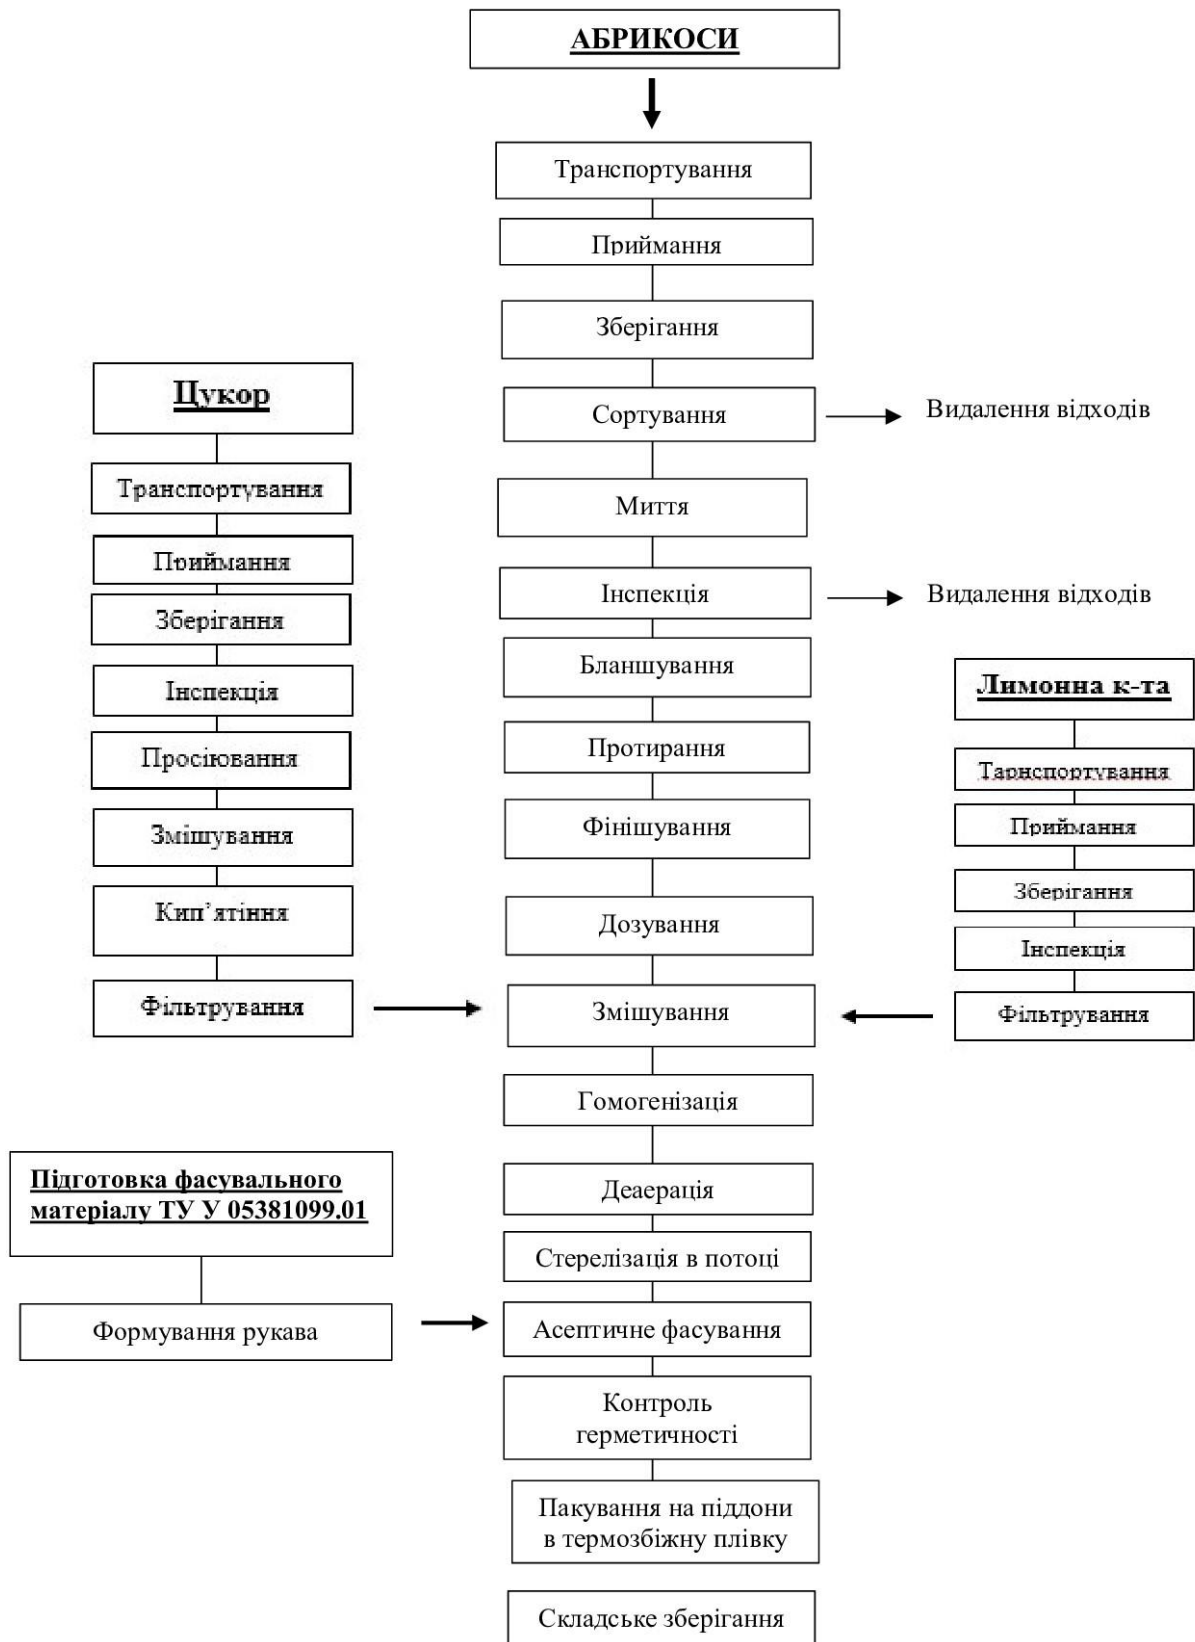 АБРИКОСИ
Транспортування
Приймання
Зберігання
Сортування
Видалення відходів
Миття
Інспекція
Видалення відходів
Бланшування
Протирання
Фінішування
Дозування
Змішування
Гомогенізація
Деаерація
Стерелізація в потоці
Асептичне фасування
Контроль
герметичності
Пакування на піддони
в термозбіжну плівку
Складське зберігання
Цукор
Транспортування
Приймання
Зберігання
Інспекція
Просіювання
Змішування
Кип’ятіння
Фільтрування
Лимонна к-та
Тарнспортування
Приймання
Зберігання
Інспекція
Фільтрування
Підготовка фасувального
матеріалу ТУ У 05381099.01
Формування рукава